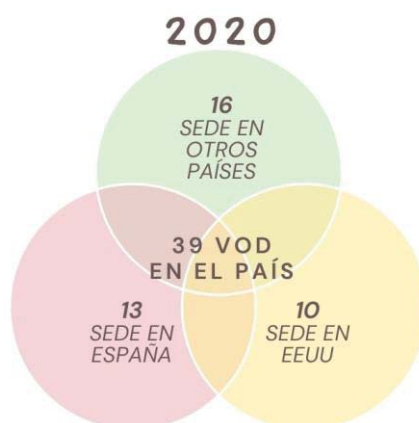 2020
16
SEDE EN
OTROS
PAÍSES
39 VOD
EN EL PAÍS
13
SEDE EN
ESPAÑA
10
SEDE EN
EEUU